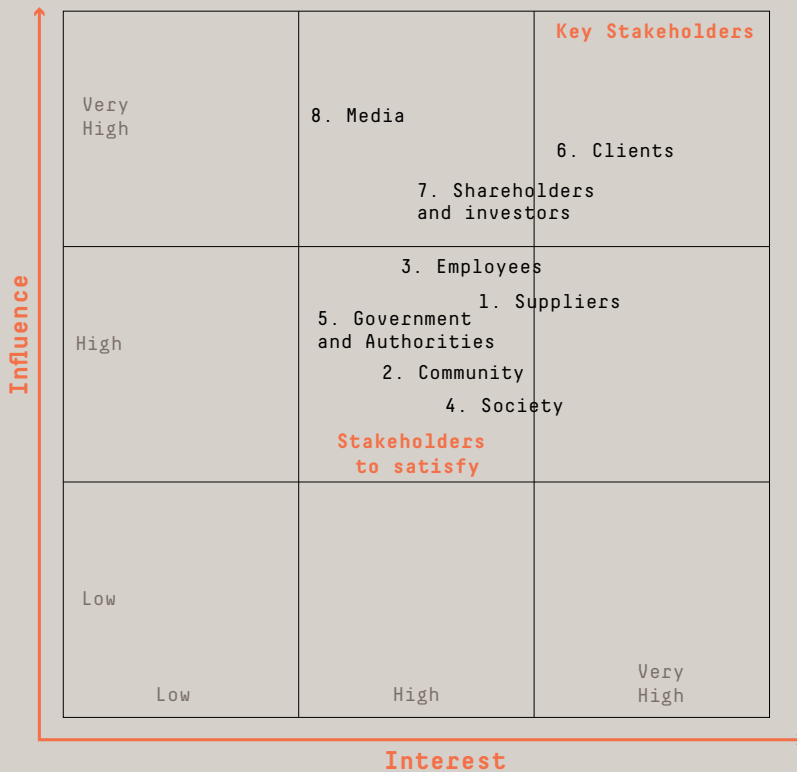 Key Stakeholders
Very
High
8. Media
6. Clients
7. Shareholders
and investors
3. Employees
1. Suppliers
5. Government
and Authorities
High
2. Community
4. Society
Stakeholders
to satisfy
Influence
Low
Low
High
Very
High
Interest